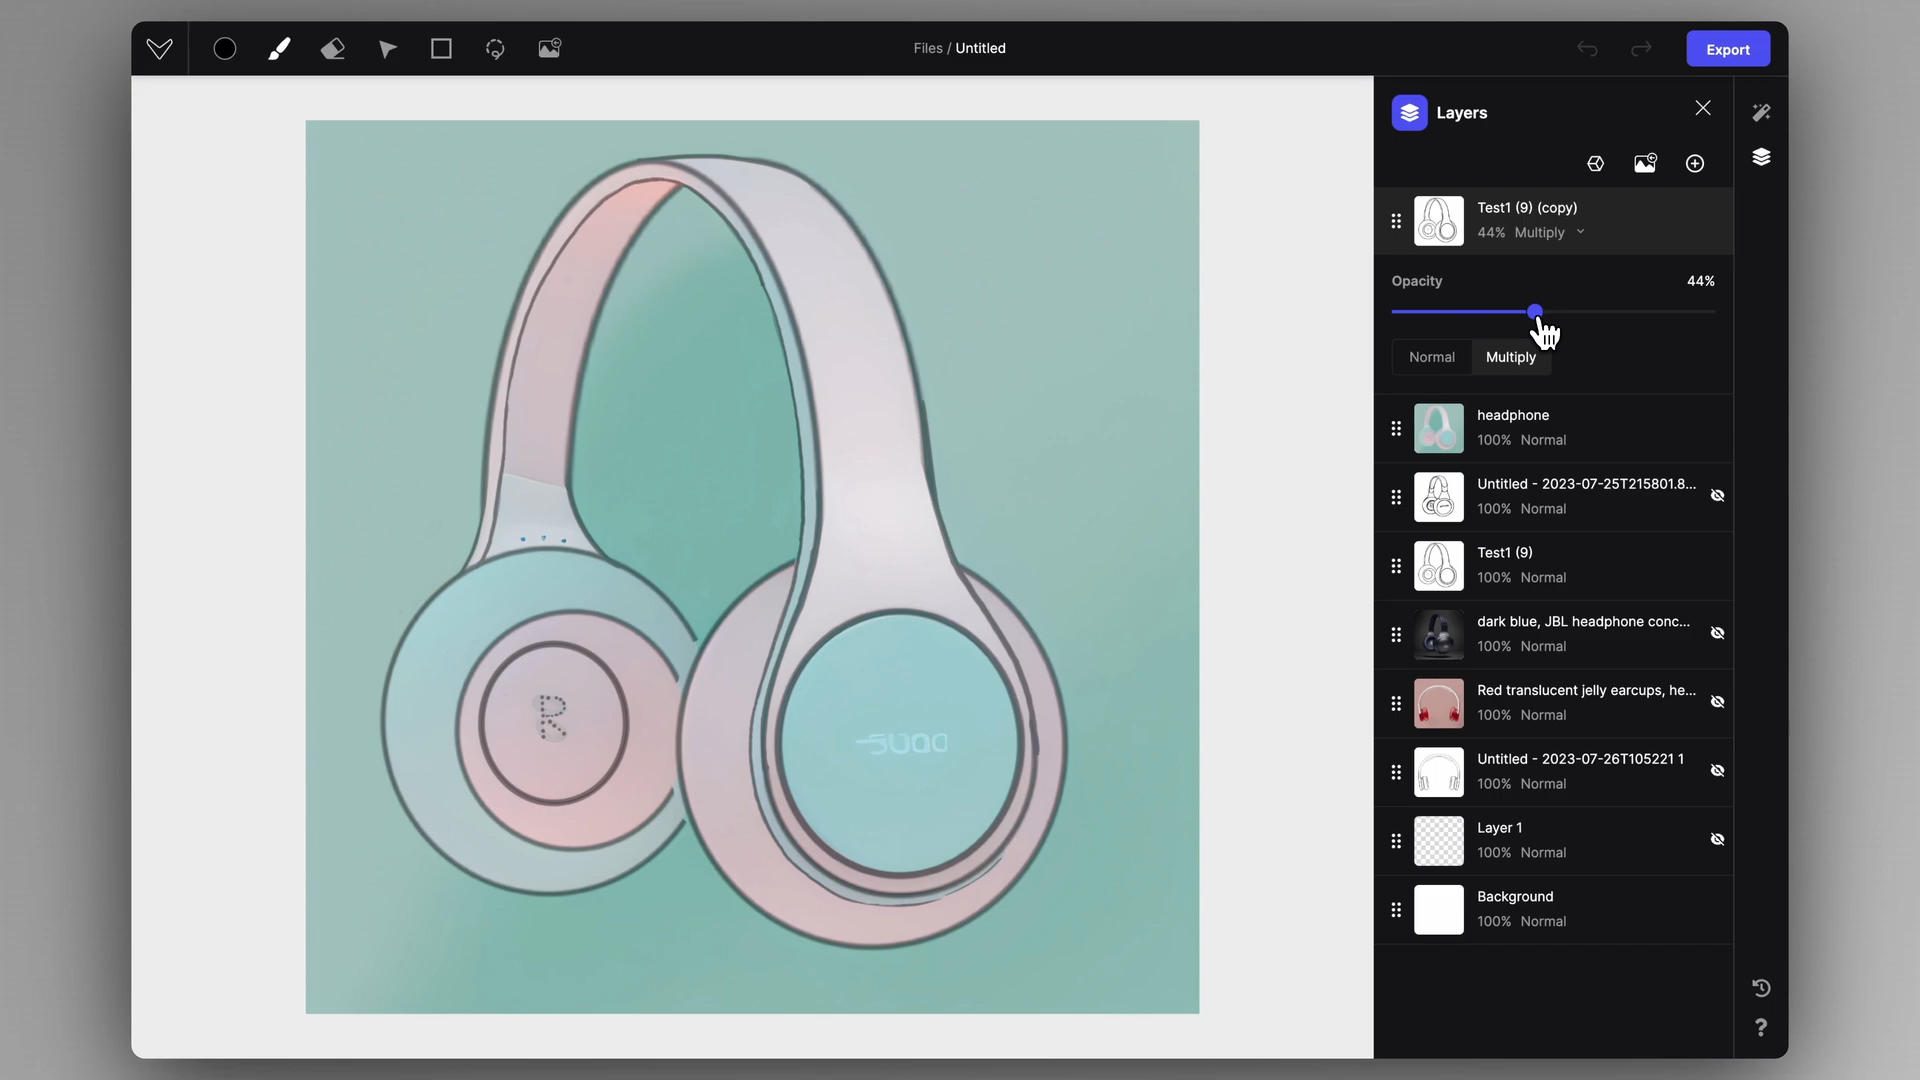 Files / Untitled
Export
Layers
Test1 (9) (copy)
44% Multiply
Opacity 44%
Normal Multiply
headphone
100% Normal
Untitled - 2023-07-25T215801.8...
100% Normal
Test1 (9)
100% Normal
dark blue, JBL headphone conc...
100% Normal
Red translucent jelly earcups, he...
100% Normal
Untitled - 2023-07-26T105221 1
100% Normal
Layer 1
100% Normal
Background
100% Normal
?
R